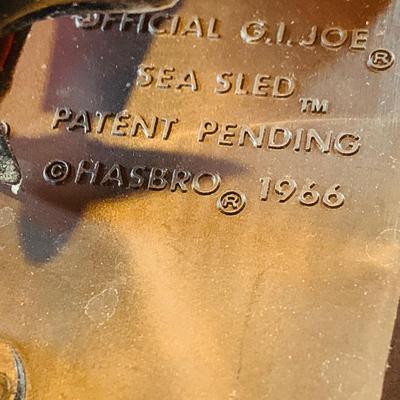 OFFICIAL G.I. JOE®
SEA SLED™
PATENT PENDING
©HASBRO® 1966